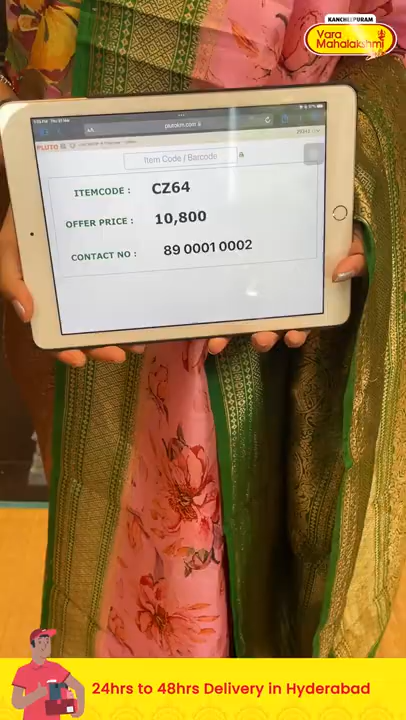 KANCHEEPURAM
Vara
Mahalakshmi
plutokm.com
PLUTO
Item Code / Barcode
ITEMCODE : CZ64
OFFER PRICE : 10,800
CONTACT NO : 89 0001 0002
24hrs to 48hrs Delivery in Hyderabad